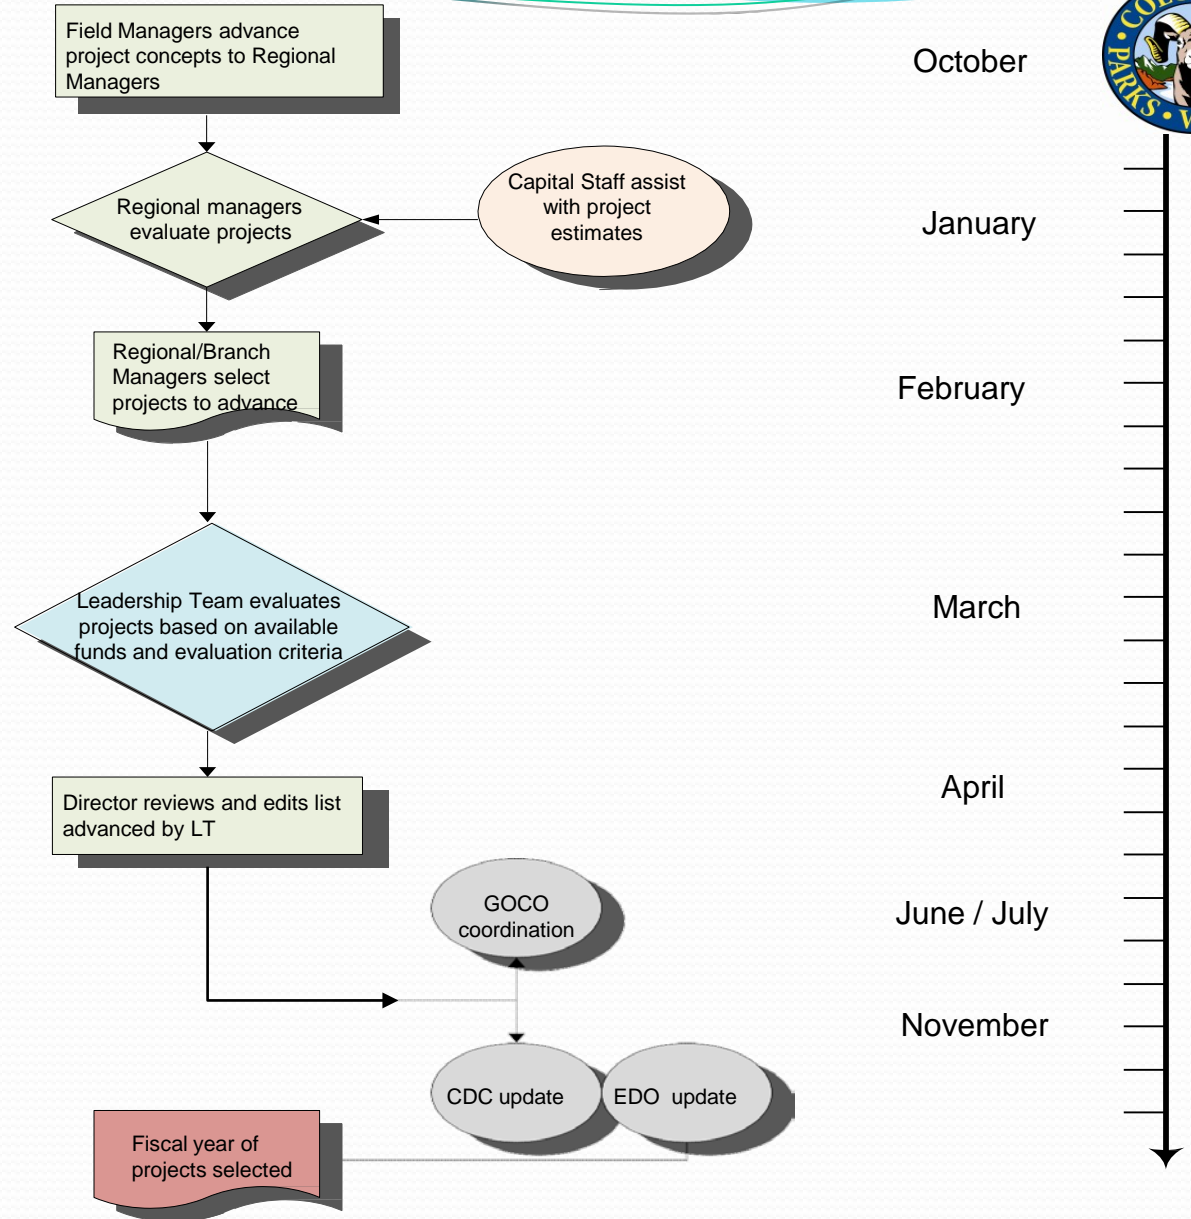 Field Managers advance
project concepts to Regional
Managers
October
PARKS
Regional managers
evaluate projects
Capital Staff assist
with project
estimates
January
Regional/Branch
Managers select
projects to advance
February
Leadership Team evaluates
projects based on available
funds and evaluation criteria
March
Director reviews and edits list
advanced by LT
April
GOCO
coordination
June / July
November
CDC update
EDO update
Fiscal year of
projects selected